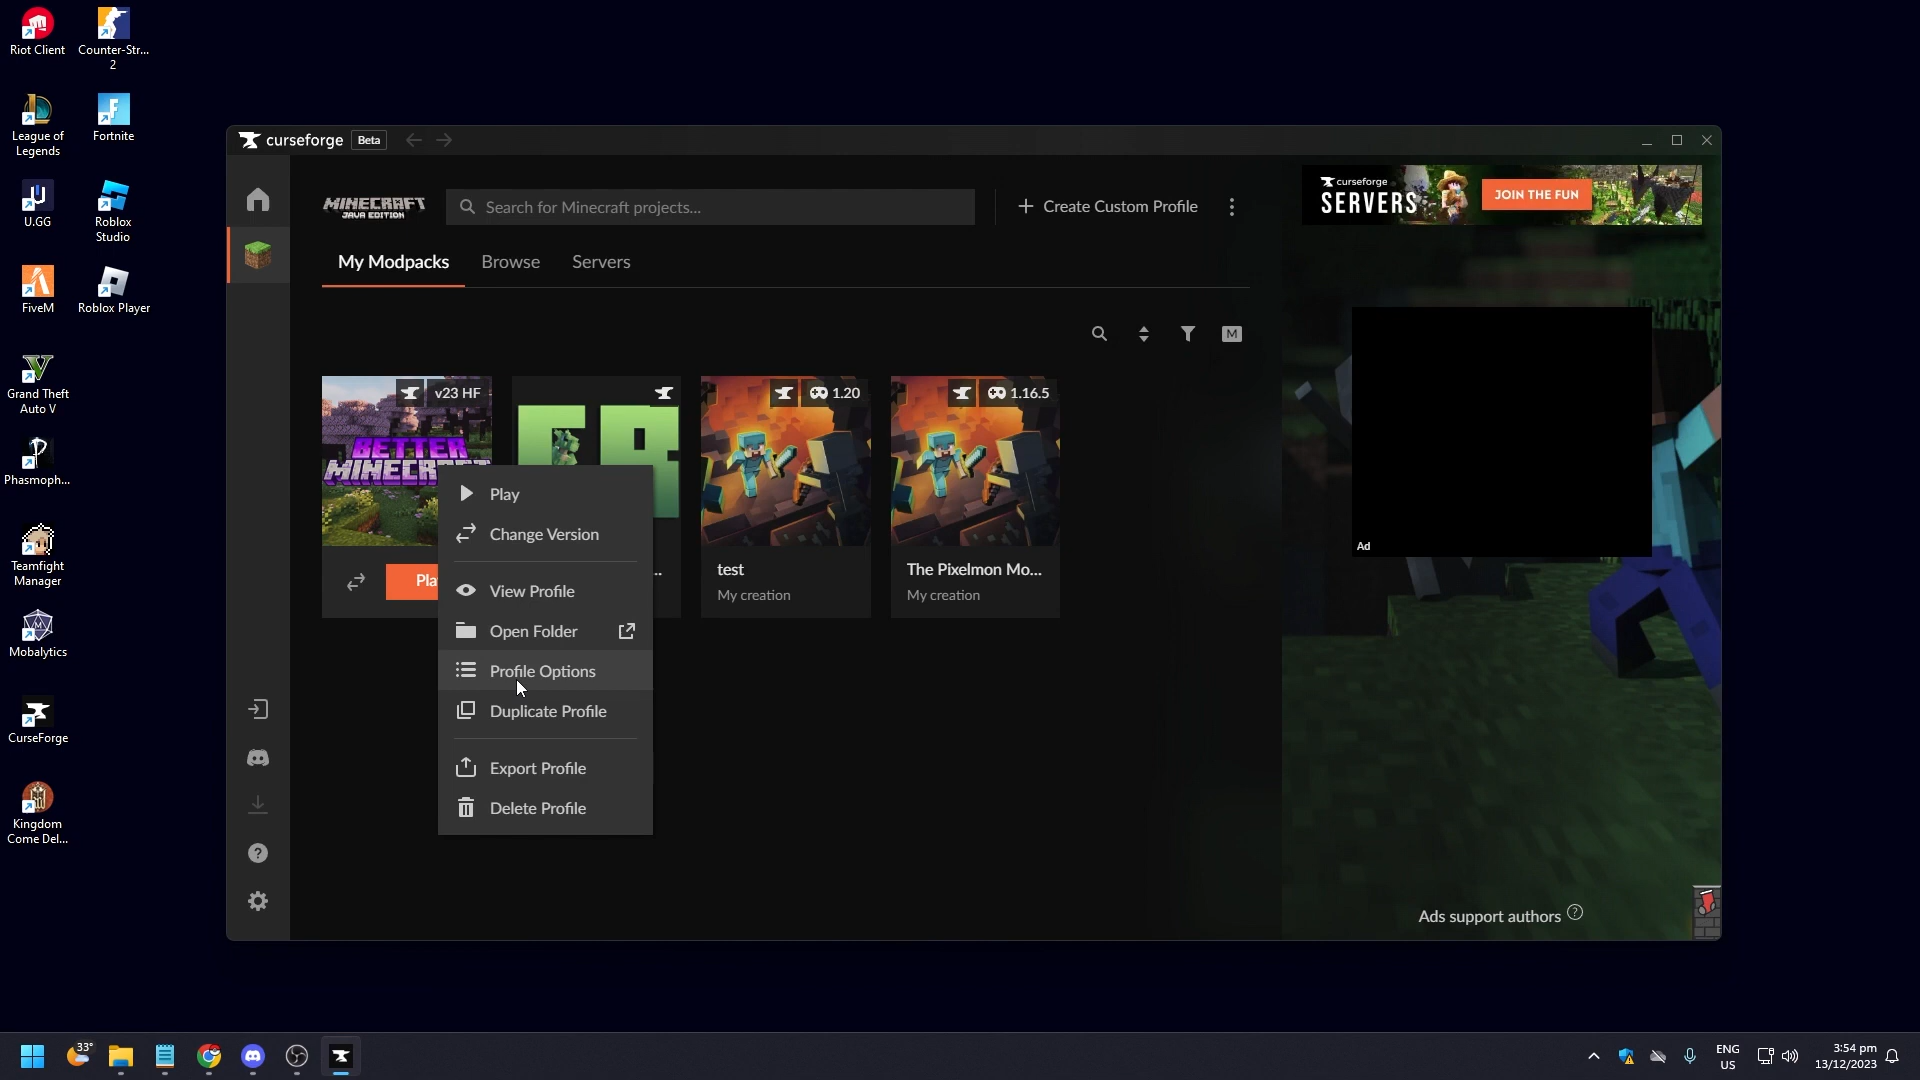 Riot Client
Counter-Str...
2
League of
Legends
Fortnite
U.GG
Roblox
Studio
FiveM
Roblox Player
Grand Theft
Auto V
Phasmoph...
Teamfight
Manager
Mobalytics
CurseForge
Kingdom
Come Del...
curseforge Beta
MINECRAFT
JAVA EDITION
Search for Minecraft projects...
Create Custom Profile
curseforge
SERVERS
JOIN THE FUN
My Modpacks
Browse
Servers
M
v23 HF
BETTER
MINECRAFT
1.20
test
My creation
1.16.5
The Pixelmon Mo...
My creation
Play
Change Version
View Profile
Open Folder
Profile Options
Duplicate Profile
Export Profile
Delete Profile
Ad
Ads support authors
33°
ENG
US
3:54 pm
13/12/2023